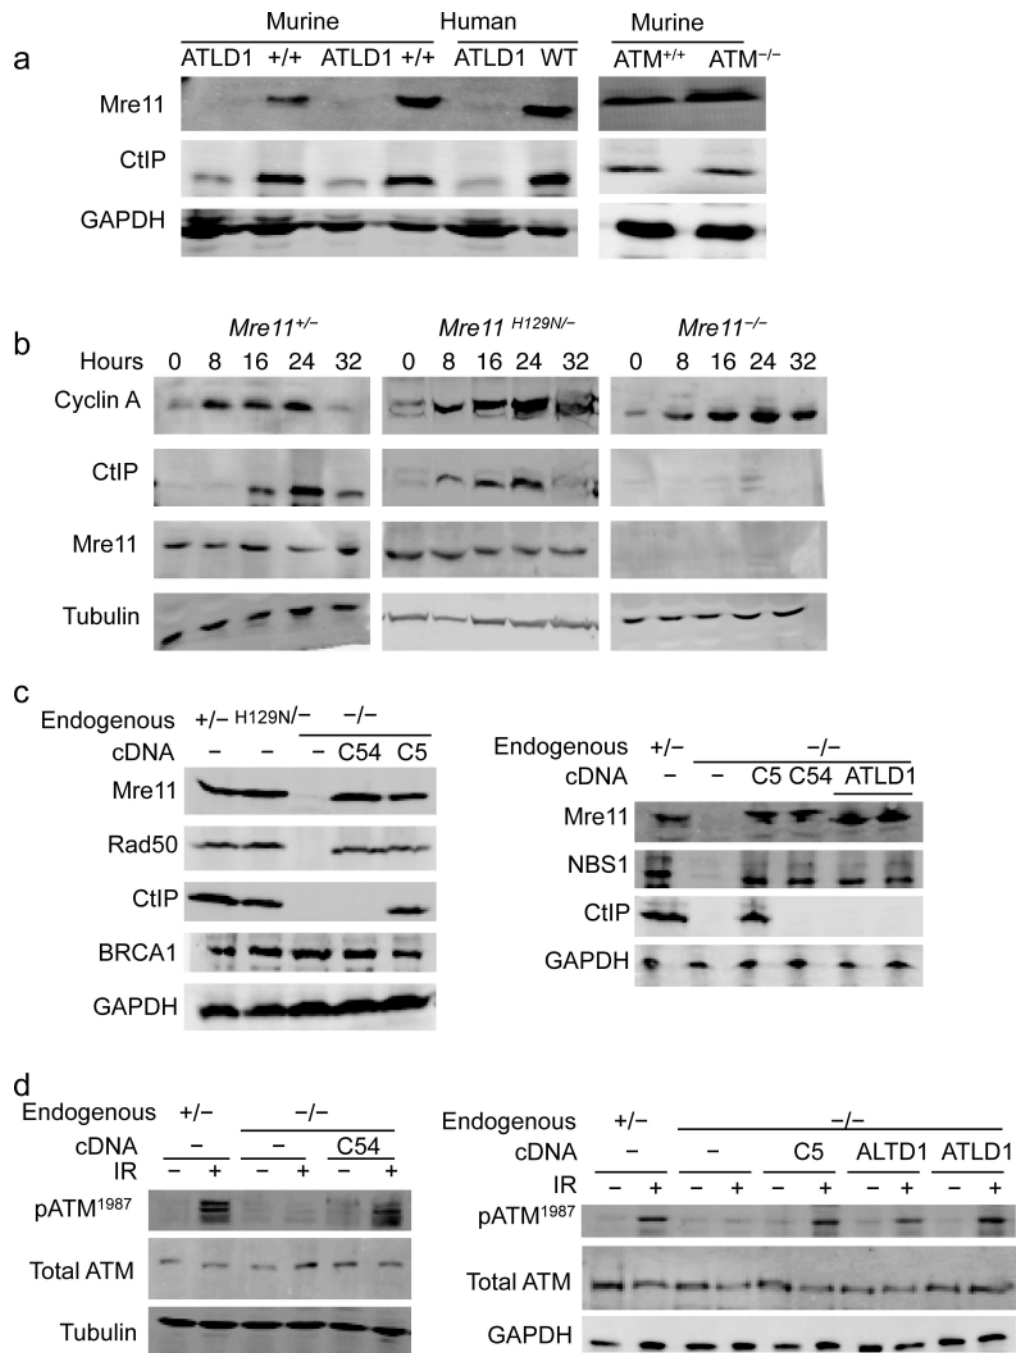 a
Murine Human Murine
ATLD1 +/+ ATLD1 +/+ ATLD1 WT ATM+/+ ATM−/−
Mre11
CtIP
GAPDH
b
Mre11+/− Mre11 H129N/− Mre11−/−
Hours 0 8 16 24 32 0 8 16 24 32 0 8 16 24 32
Cyclin A
CtIP
Mre11
Tubulin
c
Endogenous +/− H129N/− −/−
cDNA − − − C54 C5
Mre11
Rad50
CtIP
BRCA1
GAPDH
Endogenous +/− −/−
cDNA − − C5 C54 ATLD1
Mre11
NBS1
CtIP
GAPDH
d
Endogenous +/− −/−
cDNA − − C54
IR − + − + − +
pATM1987
Total ATM
Tubulin
Endogenous +/− −/−
cDNA − − C5 ALTD1 ATLD1
IR − + − + − + − + − +
pATM1987
Total ATM
GAPDH